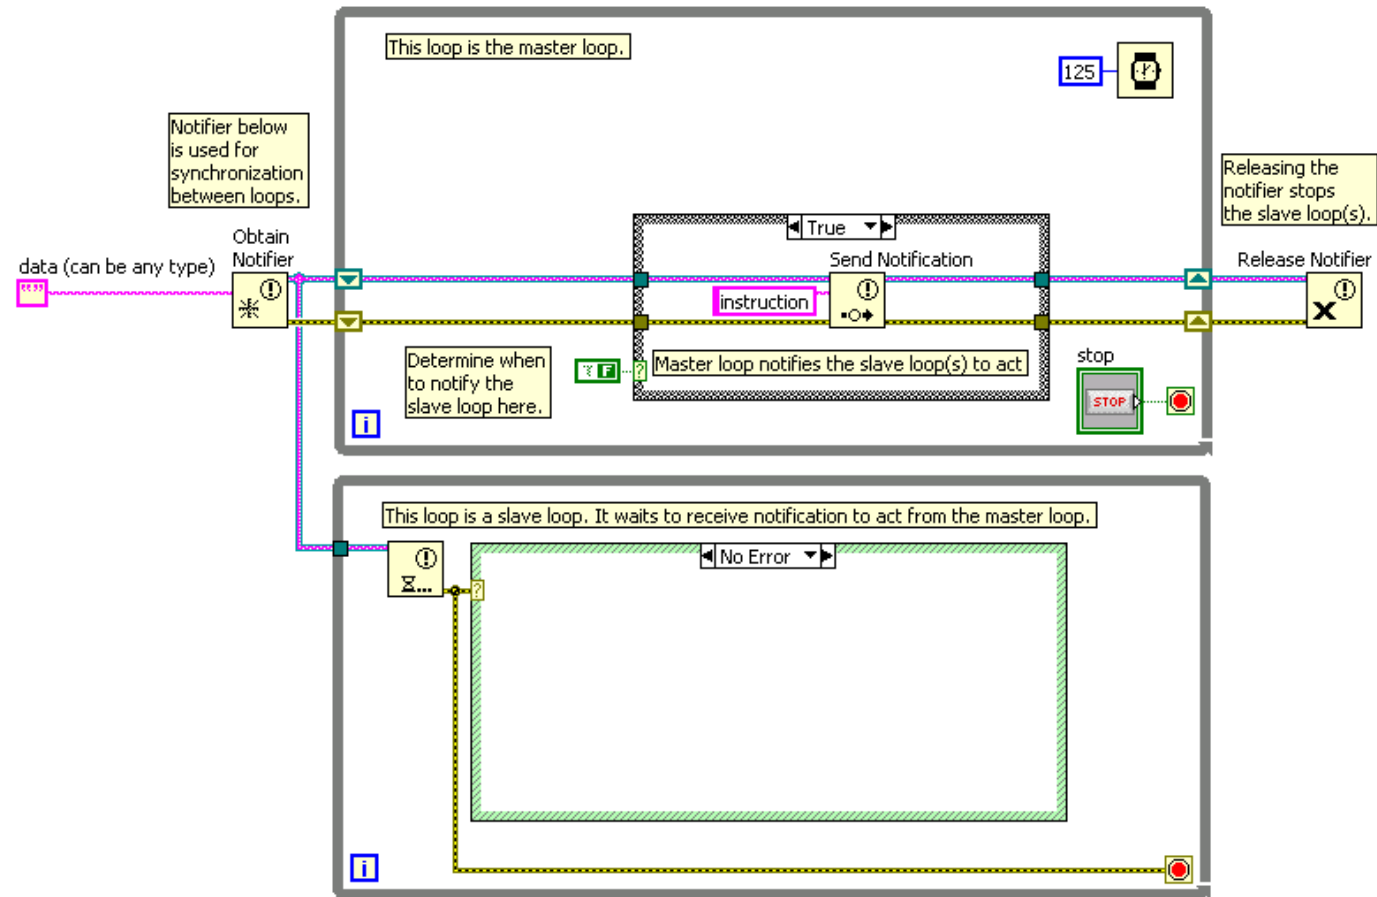 This loop is the master loop.
125
Notifier below
is used for
synchronization
between loops.
Releasing the
notifier stops
the slave loop(s).
True
Obtain
Notifier
Send Notification
Release Notifier
data (can be any type)
instruction
Determine when
to notify the
slave loop here.
? F
?
Master loop notifies the slave loop(s) to act
stop
STOP
i
This loop is a slave loop. It waits to receive notification to act from the master loop.
No Error
?
i